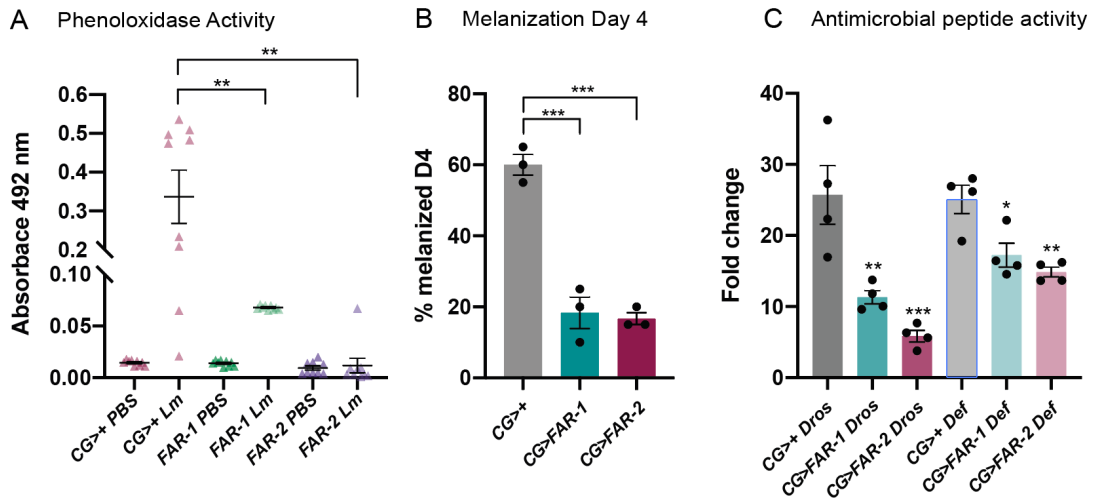 A Phenoloxidase Activity
**
**
Absorbace 492 nm
0.6
0.5
0.4
0.3
0.2
0.10
0.05
0.00
CG>+ PBS
CG>+ Lm
FAR-1 PBS
FAR-1 Lm
FAR-2 PBS
FAR-2 Lm
B Melanization Day 4
***
***
% melanized D4
80
60
40
20
0
CG>+
CG>FAR-1
CG>FAR-2
C Antimicrobial peptide activity
Fold change
40
30
20
10
0
**
***
*
**
CG>+ Dros
CG>FAR-1 Dros
CG>FAR-2 Dros
CG>+ Def
CG>FAR-1 Def
CG>FAR-2 Def